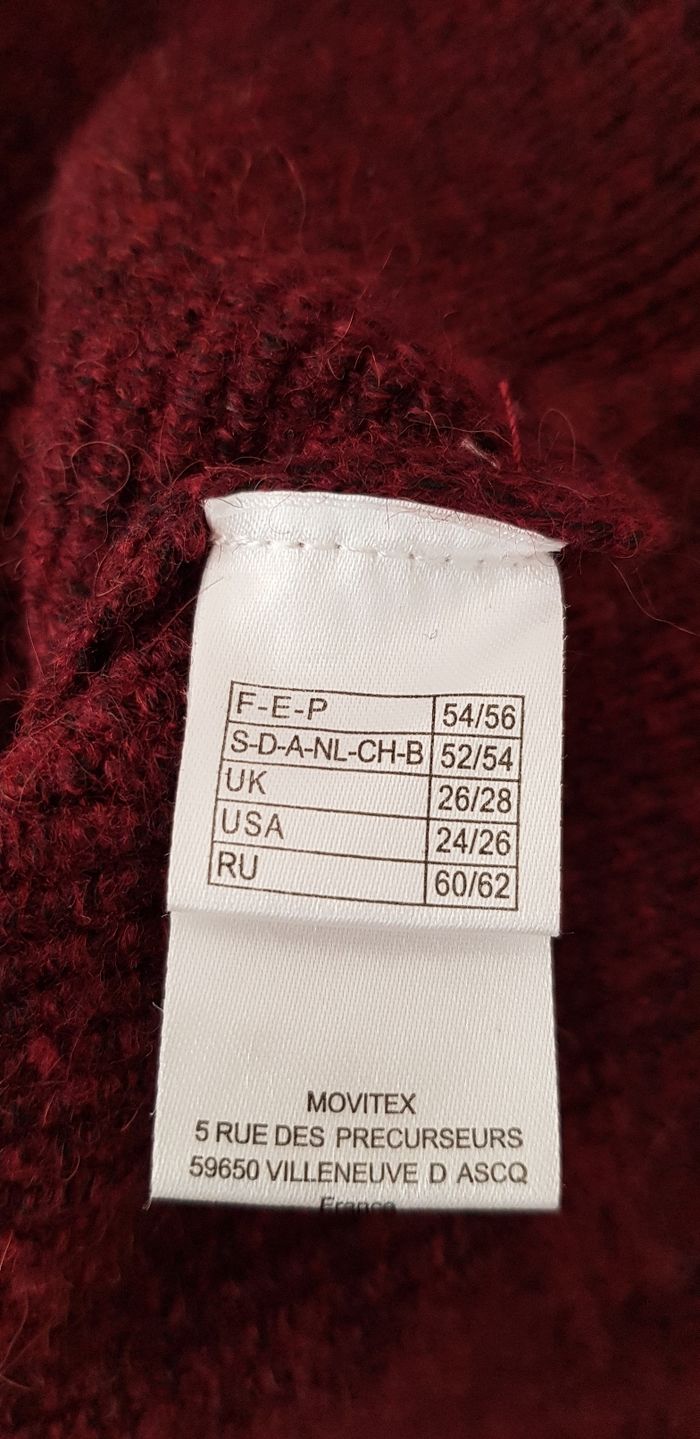 F-E-P 54/56
S-D-A-NL-CH-B 52/54
UK 26/28
USA 24/26
RU 60/62
MOVITEX
5 RUE DES PRECURSEURS
59650 VILLENEUVE D ASCQ
France